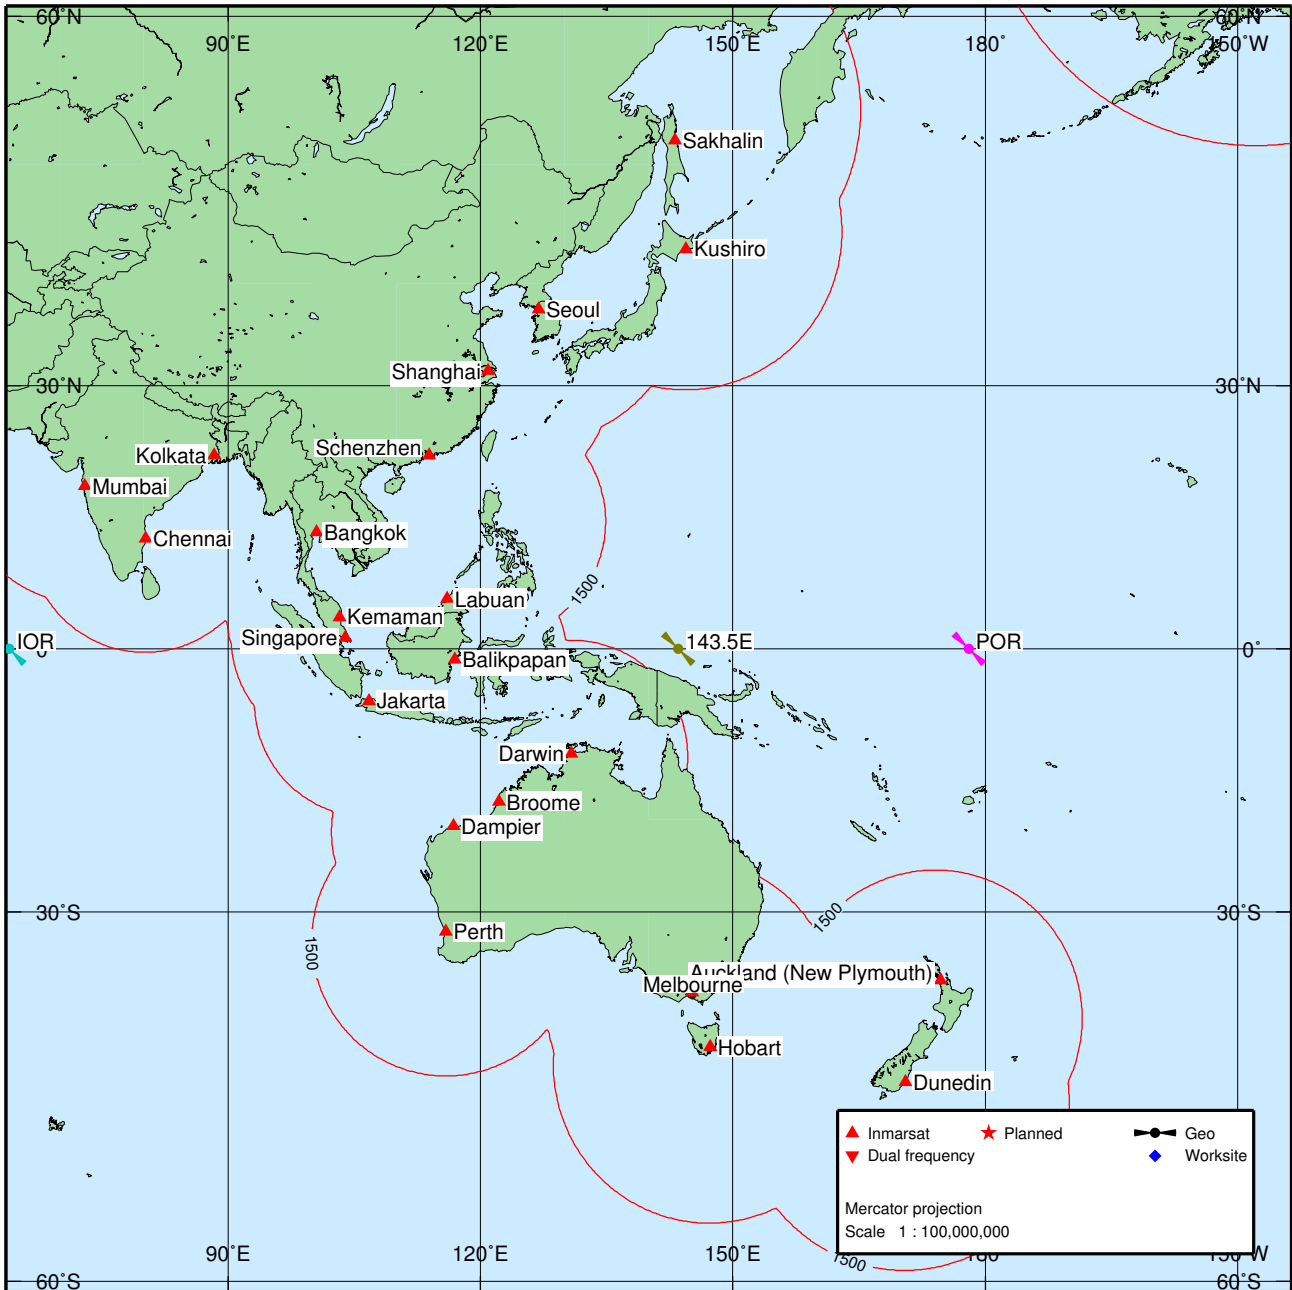 60˚N
60˚N
90˚E
120˚E
150˚E
180˚
150˚W
Sakhalin
Kushiro
Seoul
Shanghai
30˚N
30˚N
Kolkata
Schenzhen
Mumbai
Bangkok
Chennai
1500
Labuan
Kemaman
Singapore
IOR
0˚
143.5E
POR
0˚
Balikpapan
Jakarta
Darwin
Broome
Dampier
1500
30˚S
30˚S
Perth
1500
Auckland (New Plymouth)
Melbourne
Hobart
Dunedin
Inmarsat
Planned
Geo
Dual frequency
Worksite
Mercator projection
Scale 1 : 100,000,000
90˚E
120˚E
150˚E
180˚
150˚W
1500
60˚S
60˚S